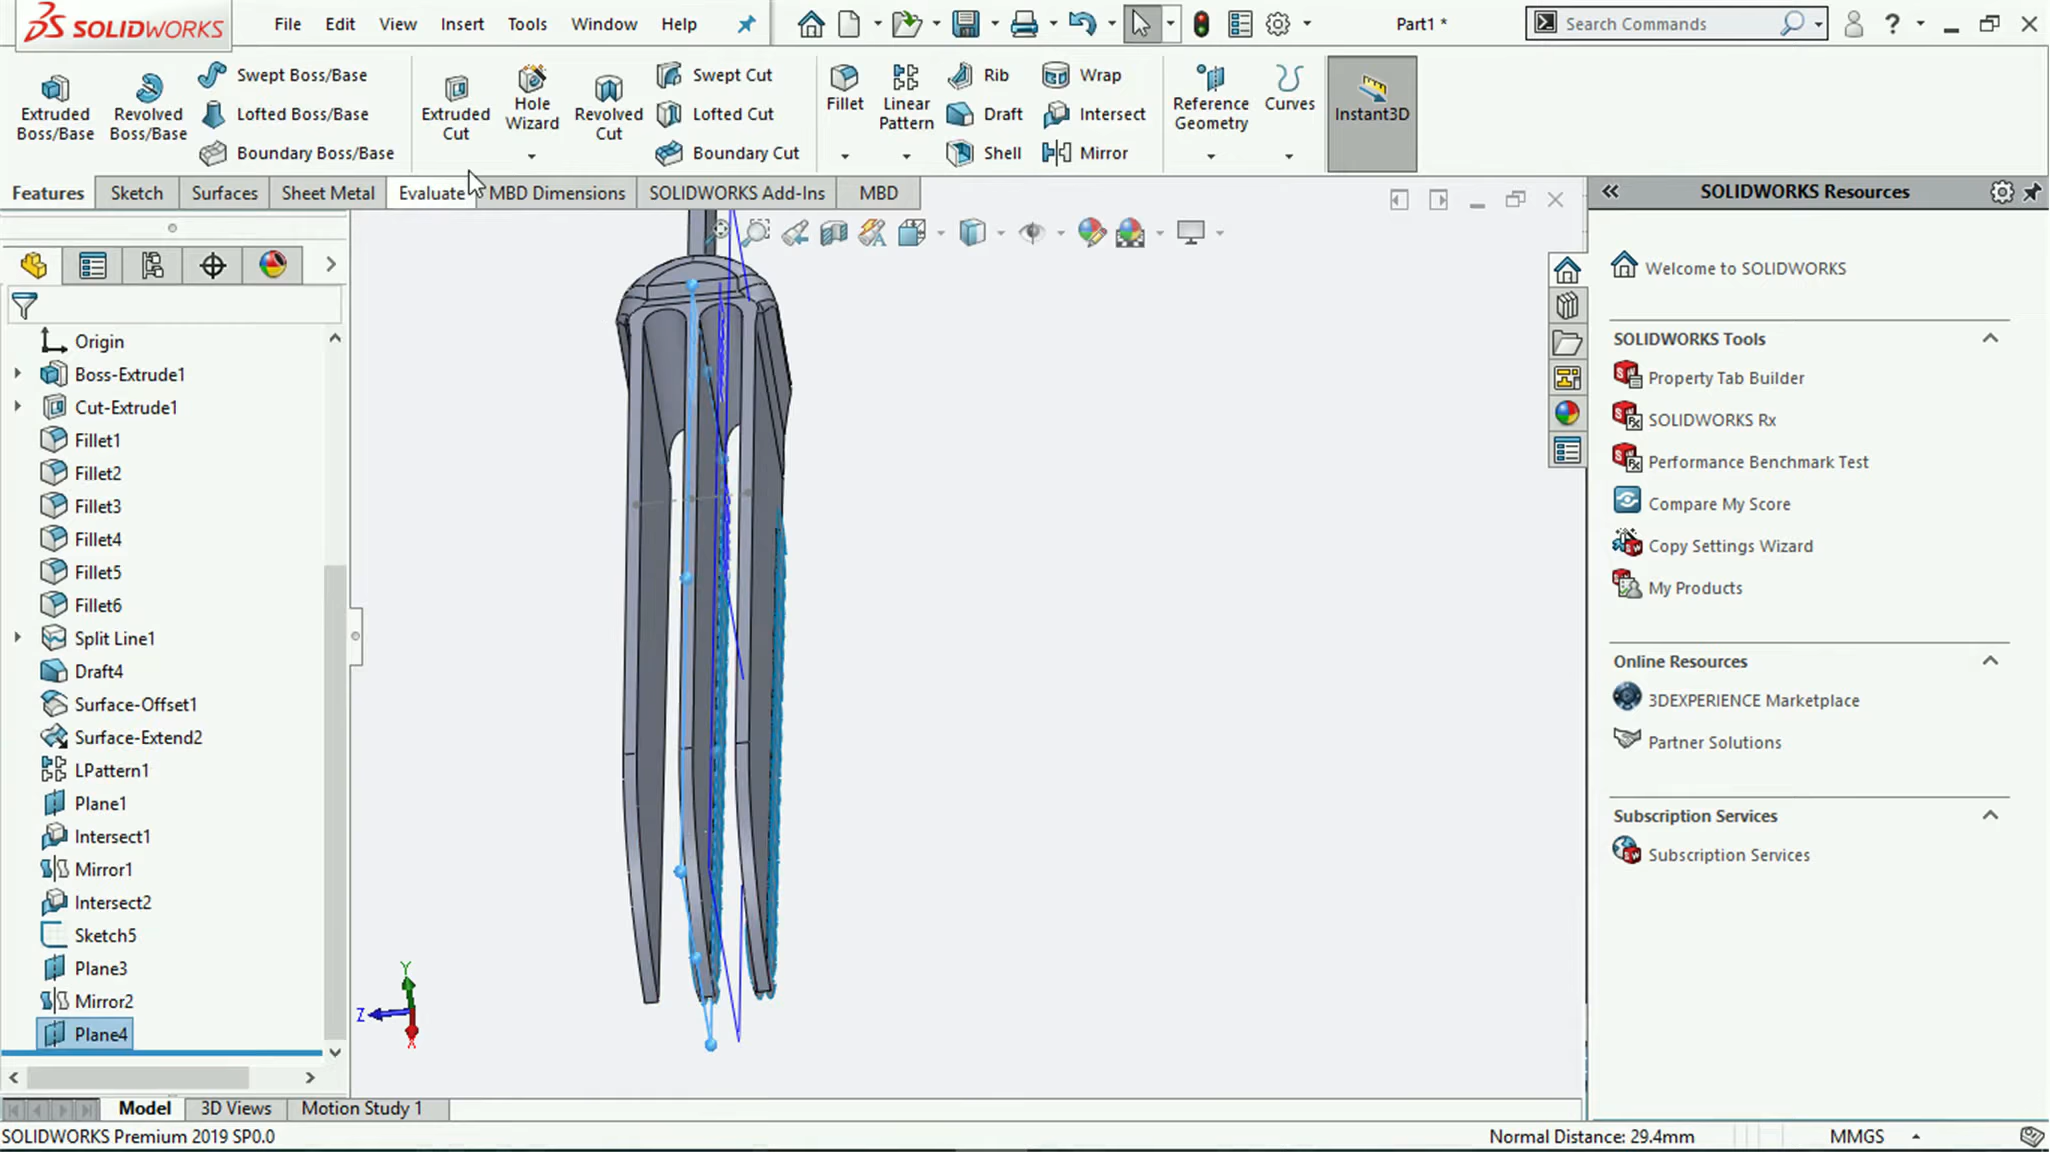 SOLIDWORKS
File Edit View Insert Tools Window Help
Part1 *
Search Commands
Extruded Boss/Base
Revolved Boss/Base
Swept Boss/Base
Lofted Boss/Base
Boundary Boss/Base
Extruded Cut
Hole Wizard
Revolved Cut
Swept Cut
Lofted Cut
Boundary Cut
Fillet
Linear Pattern
Rib
Draft
Shell
Wrap
Intersect
Mirror
Reference Geometry
Curves
Instant3D
Features Sketch Surfaces Sheet Metal Evaluate MBD Dimensions SOLIDWORKS Add-Ins MBD
Origin
Boss-Extrude1
Cut-Extrude1
Fillet1
Fillet2
Fillet3
Fillet4
Fillet5
Fillet6
Split Line1
Draft4
Surface-Offset1
Surface-Extend2
LPattern1
Plane1
Intersect1
Mirror1
Intersect2
Sketch5
Plane3
Mirror2
Plane4
Y
Z
X
SOLIDWORKS Resources
Welcome to SOLIDWORKS
SOLIDWORKS Tools
Property Tab Builder
SOLIDWORKS Rx
Performance Benchmark Test
Compare My Score
Copy Settings Wizard
My Products
Online Resources
3DEXPERIENCE Marketplace
Partner Solutions
Subscription Services
Subscription Services
Model 3D Views Motion Study 1
SOLIDWORKS Premium 2019 SP0.0
Normal Distance: 29.4mm
MMGS